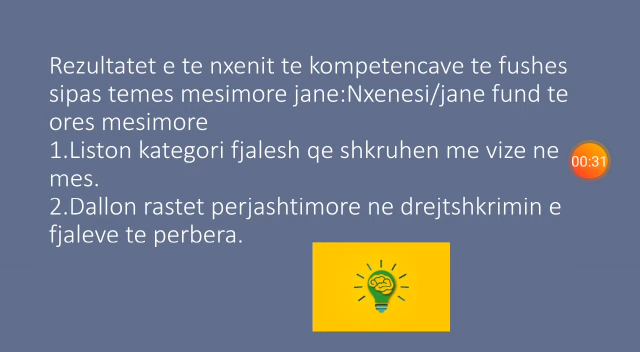 Rezultatet e te nxenit te kompetencave te fushes
sipas temes mesimore jane:Nxenesi/jane fund te
ores mesimore
1.Liston kategori fjalesh qe shkruhen me vize ne
mes.
2.Dallon rastet perjashtimore ne drejtshkrimin e
fjaleve te perbera.
00:31